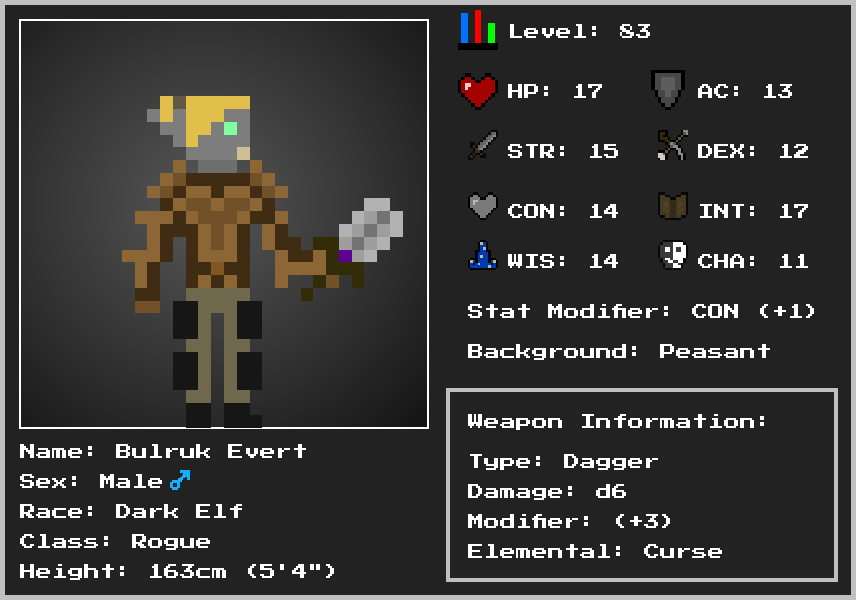 Level: 83
HP: 17 AC: 13
STR: 15 DEX: 12
CON: 14 INT: 17
WIS: 14 CHA: 11
Stat Modifier: CON (+1)
Background: Peasant
Weapon Information:
Type: Dagger
Damage: d6
Modifier: (+3)
Elemental: Curse
Name: Bulruk Evert
Sex: Male♂
Race: Dark Elf
Class: Rogue
Height: 163cm (5'4")